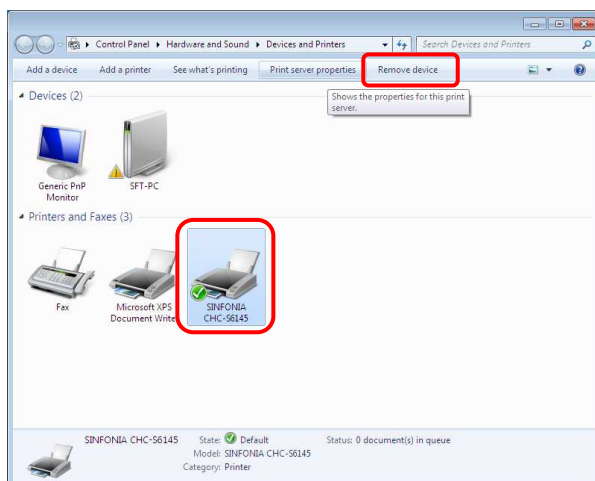 Control Panel ▸ Hardware and Sound ▸ Devices and Printers
Search Devices and Printers
Add a device Add a printer See what's printing Print server properties Remove device
Shows the properties for this print
server.
Devices (2)
Generic PnP
Monitor
SFT-PC
Printers and Faxes (3)
Fax
Microsoft XPS
Document Write
SINFONIA
CHC-S6145
SINFONIA CHC-S6145 State: Default Status: 0 document(s) in queue
Model: SINFONIA CHC-S6145
Category: Printer